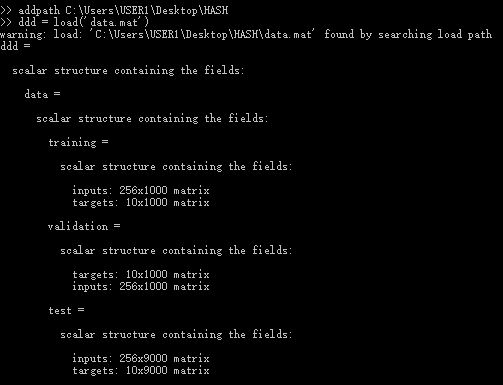 >> addpath C:\Users\USER1\Desktop\HASH
>> ddd = load('data.mat')
warning: load: 'C:\Users\USER1\Desktop\HASH\data.mat' found by searching load path
ddd =
scalar structure containing the fields:
data =
scalar structure containing the fields:
training =
scalar structure containing the fields:
inputs: 256x1000 matrix
targets: 10x1000 matrix
validation =
scalar structure containing the fields:
targets: 10x1000 matrix
inputs: 256x1000 matrix
test =
scalar structure containing the fields:
inputs: 256x9000 matrix
targets: 10x9000 matrix